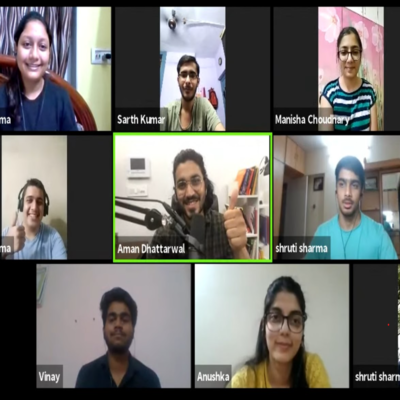 ma
Sarth Kumar
Manisha Choudhary
ma
Aman Dhattarwal
shruti sharma
Vinay
Anushka
shruti sharm